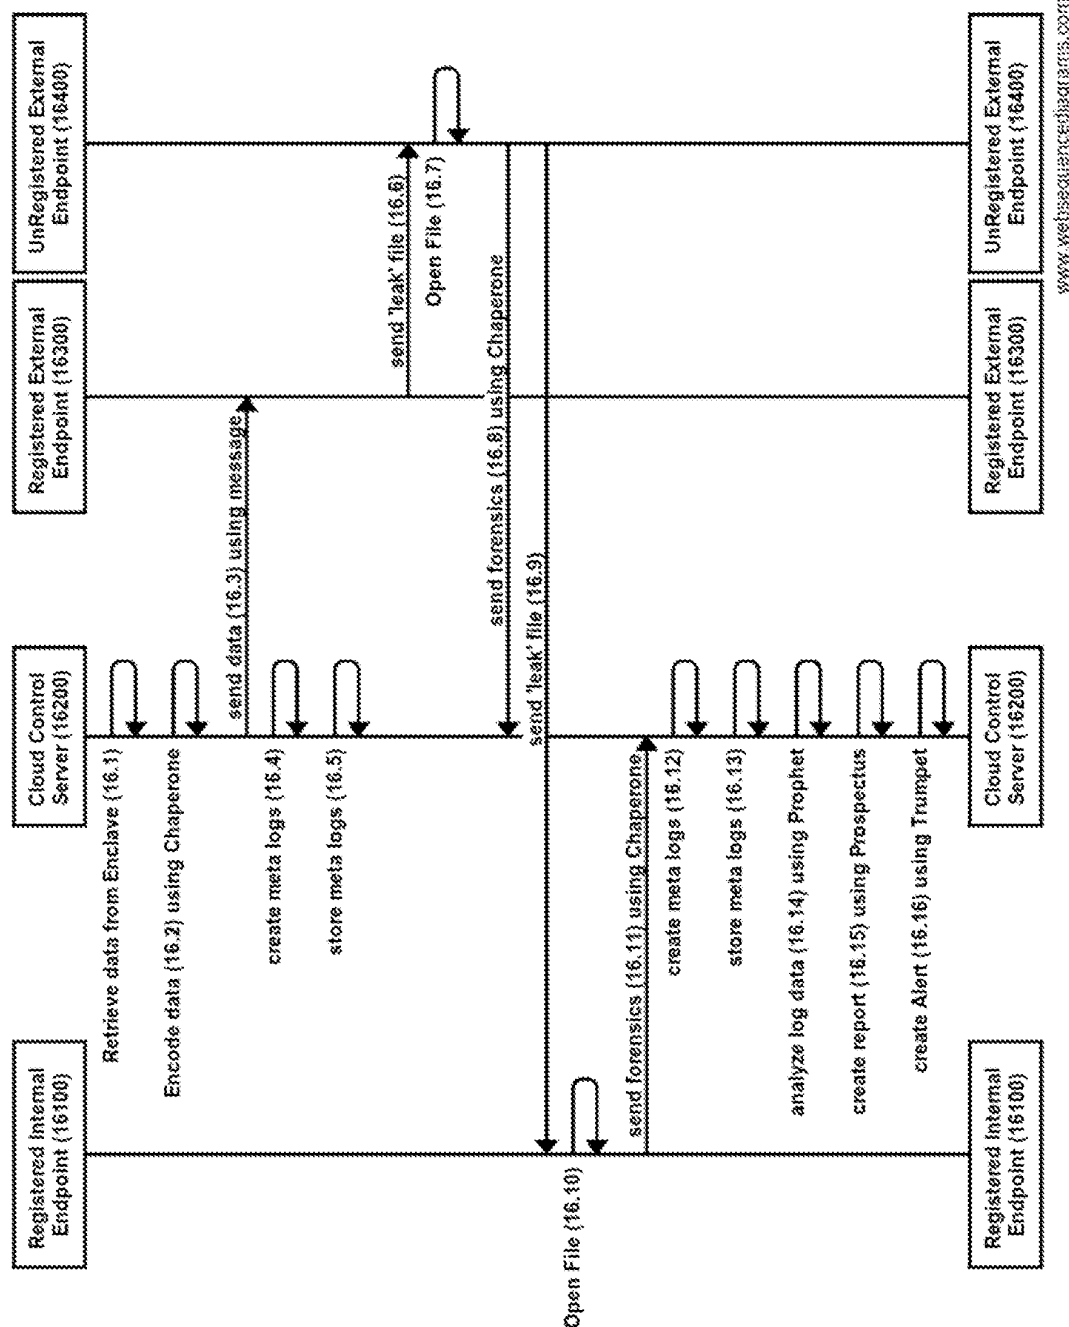 Registered Internal
Endpoint (16100)
Cloud Control
Server (16200)
Registered External
Endpoint (16300)
UnRegistered External
Endpoint (16400)
Retrieve data from Enclave (16.1)
Encode data (16.2) using Chaperone
send data (16.3) using message
create meta logs (16.4)
store meta logs (16.5)
send 'leak' file (16.6)
Open File (16.7)
send forensics (16.8) using Chaperone
send 'leak' file (16.9)
Open File (16.10)
send forensics (16.11) using Chaperone
create meta logs (16.12)
store meta logs (16.13)
analyze log data (16.14) using Prophet
create report (16.15) using Prospectus
create Alert (16.16) using Trumpet
Registered Internal
Endpoint (16100)
Cloud Control
Server (16200)
Registered External
Endpoint (16300)
UnRegistered External
Endpoint (16400)
www.websequencediagrams.com